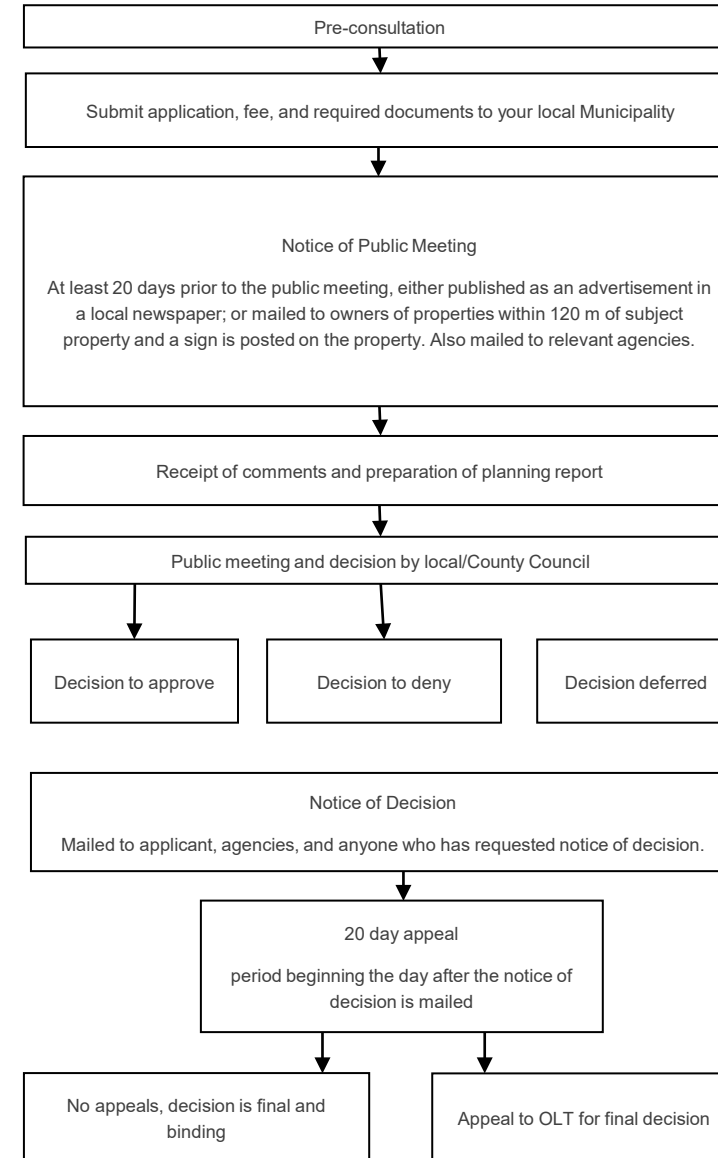 Pre-consultation
Submit application, fee, and required documents to your local Municipality
Notice of Public Meeting
At least 20 days prior to the public meeting, either published as an advertisement in
a local newspaper; or mailed to owners of properties within 120 m of subject
property and a sign is posted on the property. Also mailed to relevant agencies.
Receipt of comments and preparation of planning report
Public meeting and decision by local/County Council
Decision to approve
Decision to deny
Decision deferred
Notice of Decision
Mailed to applicant, agencies, and anyone who has requested notice of decision.
20 day appeal
period beginning the day after the notice of
decision is mailed
No appeals, decision is final and
binding
Appeal to OLT for final decision